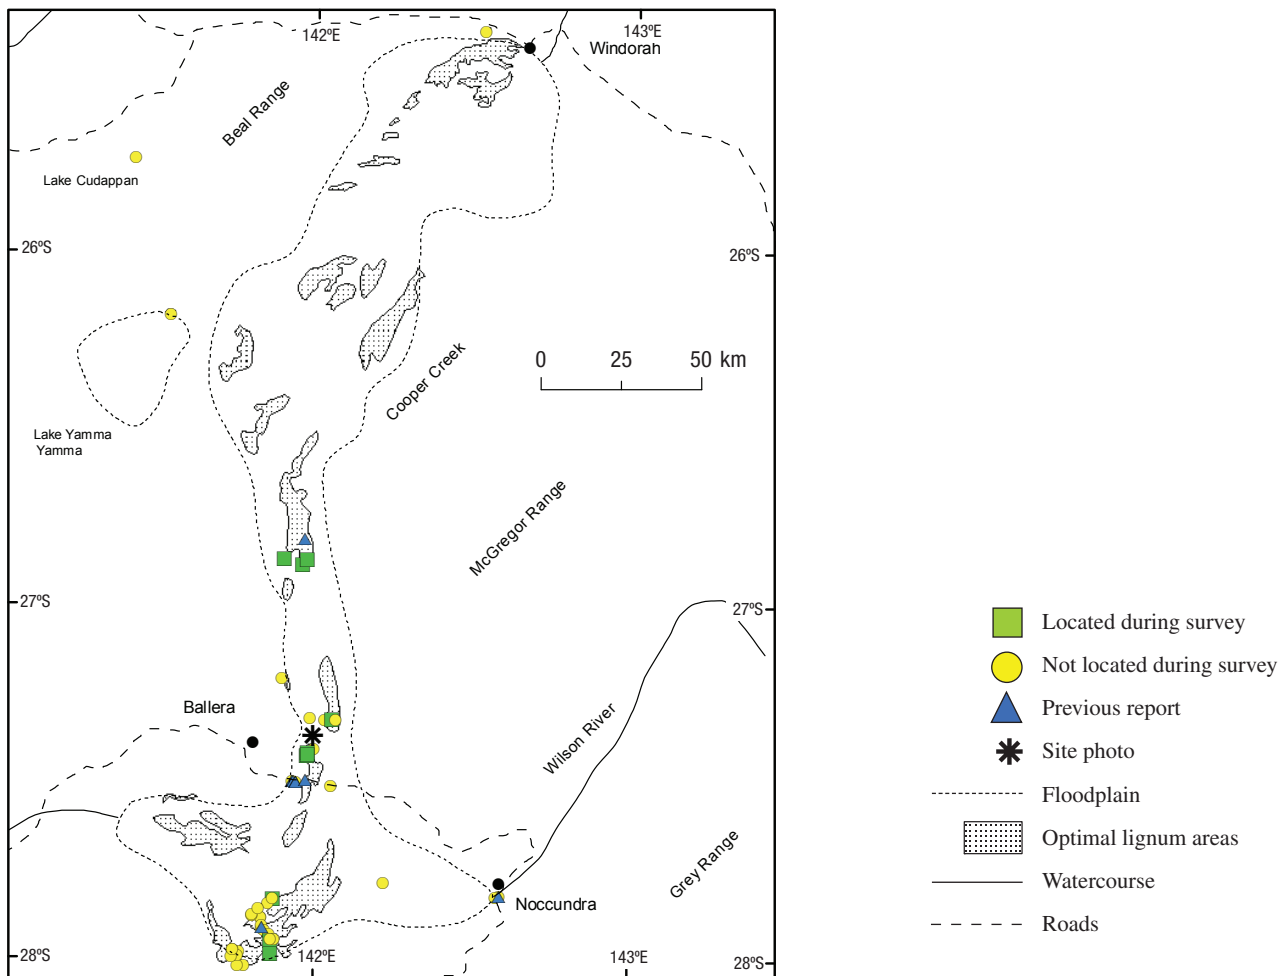 142ºE
143ºE
Windorah
Beal Range
Lake Cudappan
26ºS
26ºS
0 25 50 km
Cooper Creek
Lake Yamma
Yamma
McGregor Range
27ºS
27ºS
Located during survey
Not located during survey
Ballera
Previous report
Wilson River
Site photo
Floodplain
Optimal lignum areas
Grey Range
Watercourse
Noccundra
Roads
28ºS
142ºE
143ºE
28ºS